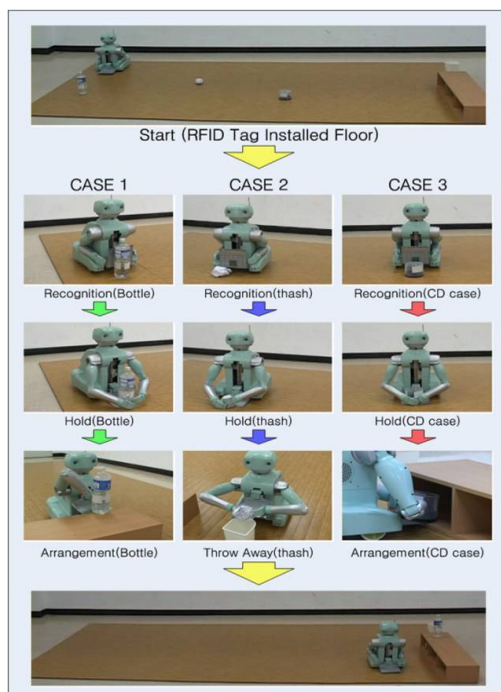 Start (RFID Tag Installed Floor)
CASE 1
CASE 2
CASE 3
Recognition(Bottle)
Recognition(thash)
Recognition(CD case)
Hold(Bottle)
Hold(thash)
Hold(CD case)
Arrangement(Bottle)
Throw Away(thash)
Arrangement(CD case)